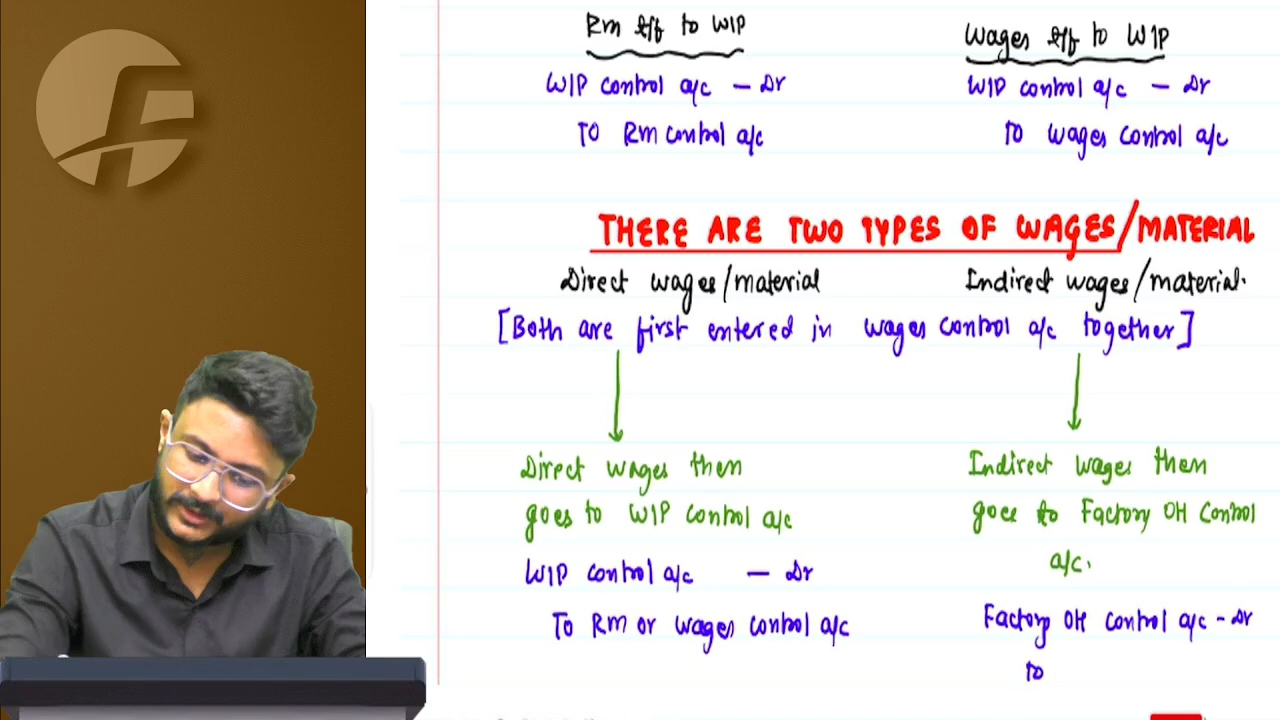 Rm tff to WIP
Wages tff to WIP
WIP control a/c - Dr
To Rm control a/c
WIP control a/c - Dr
To wages control a/c
THERE ARE TWO TYPES OF WAGES/MATERIAL
Direct wages/material
Indirect wages/material.
[Both are first entered in wages control a/c together]
Direct wages then
goes to WIP control a/c
WIP control a/c - Dr
To Rm or wages control a/c
Indirect wages then
goes to Factory OH control
a/c.
Factory OH control a/c - Dr
to